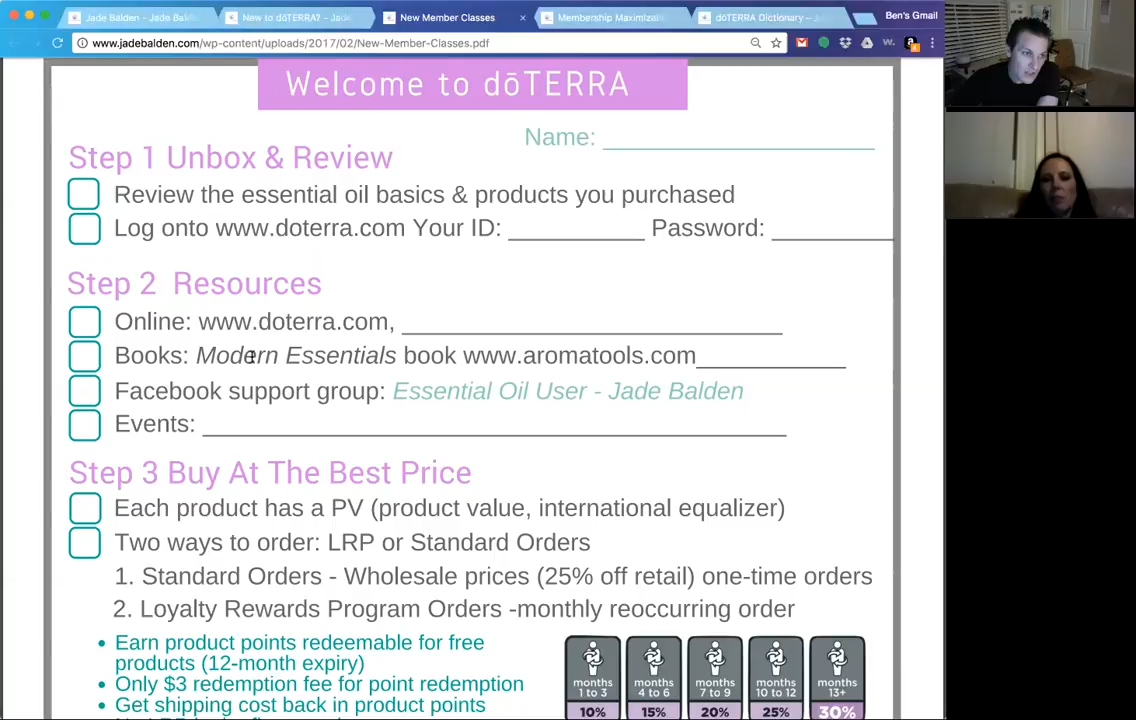 Jade Balden - Jade Bald
New to dōTERRA? - Jade
New Member Classes
Membership Maximizati
dōTERRA Dictionary - J
Ben's Gmail
www.jadebalden.com/wp-content/uploads/2017/02/New-Member-Classes.pdf
Welcome to dōTERRA
Name: ____________________
Step 1 Unbox & Review
Review the essential oil basics & products you purchased
Log onto www.doterra.com Your ID: __________ Password: _________
Step 2 Resources
Online: www.doterra.com, ____________________________
Books: Modern Essentials book www.aromatools.com___________
Facebook support group: Essential Oil User - Jade Balden
Events: ___________________________________________
Step 3 Buy At The Best Price
Each product has a PV (product value, international equalizer)
Two ways to order: LRP or Standard Orders
1. Standard Orders - Wholesale prices (25% off retail) one-time orders
2. Loyalty Rewards Program Orders -monthly reoccurring order
• Earn product points redeemable for free
products (12-month expiry)
• Only $3 redemption fee for point redemption
• Get shipping cost back in product points
months 1 to 3 10%
months 4 to 6 15%
months 7 to 9 20%
months 10 to 12 25%
months 13+ 30%